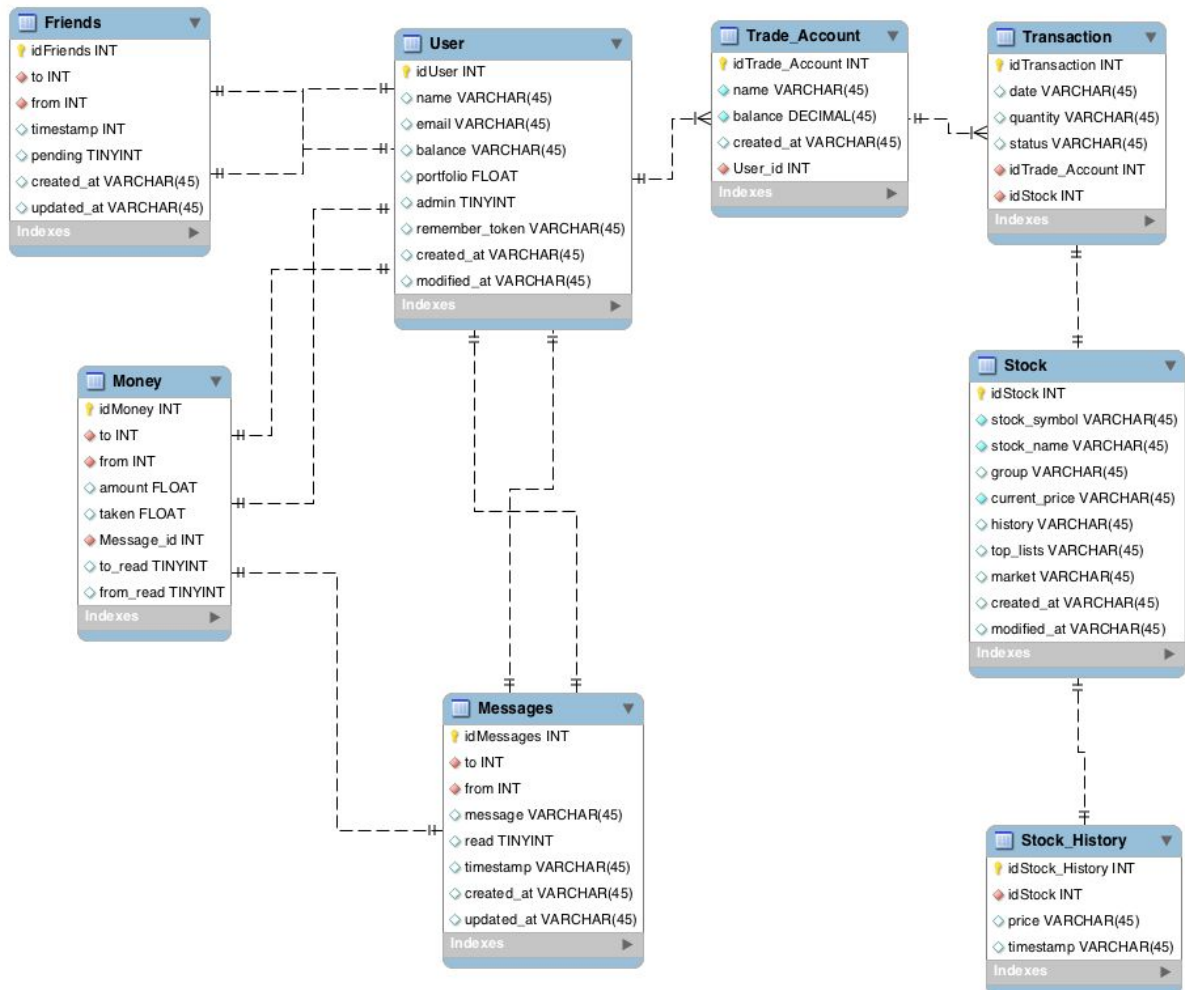 Friends
idFriends INT
to INT
from INT
timestamp INT
pending TINYINT
created_at VARCHAR(45)
updated_at VARCHAR(45)
Indexes
User
idUser INT
name VARCHAR(45)
email VARCHAR(45)
balance VARCHAR(45)
portfolio FLOAT
admin TINYINT
remember_token VARCHAR(45)
created_at VARCHAR(45)
modified_at VARCHAR(45)
Indexes
Trade_Account
idTrade_Account INT
name VARCHAR(45)
balance DECIMAL(45)
created_at VARCHAR(45)
User_id INT
Indexes
Transaction
idTransaction INT
date VARCHAR(45)
quantity VARCHAR(45)
status VARCHAR(45)
idTrade_Account INT
idStock INT
Indexes
Money
idMoney INT
to INT
from INT
amount FLOAT
taken FLOAT
Message_id INT
to_read TINYINT
from_read TINYINT
Indexes
Stock
idStock INT
stock_symbol VARCHAR(45)
stock_name VARCHAR(45)
group VARCHAR(45)
current_price VARCHAR(45)
history VARCHAR(45)
top_lists VARCHAR(45)
market VARCHAR(45)
created_at VARCHAR(45)
modified_at VARCHAR(45)
Indexes
Messages
idMessages INT
to INT
from INT
message VARCHAR(45)
read TINYINT
timestamp VARCHAR(45)
created_at VARCHAR(45)
updated_at VARCHAR(45)
Indexes
Stock_History
idStock_History INT
idStock INT
price VARCHAR(45)
timestamp VARCHAR(45)
Indexes